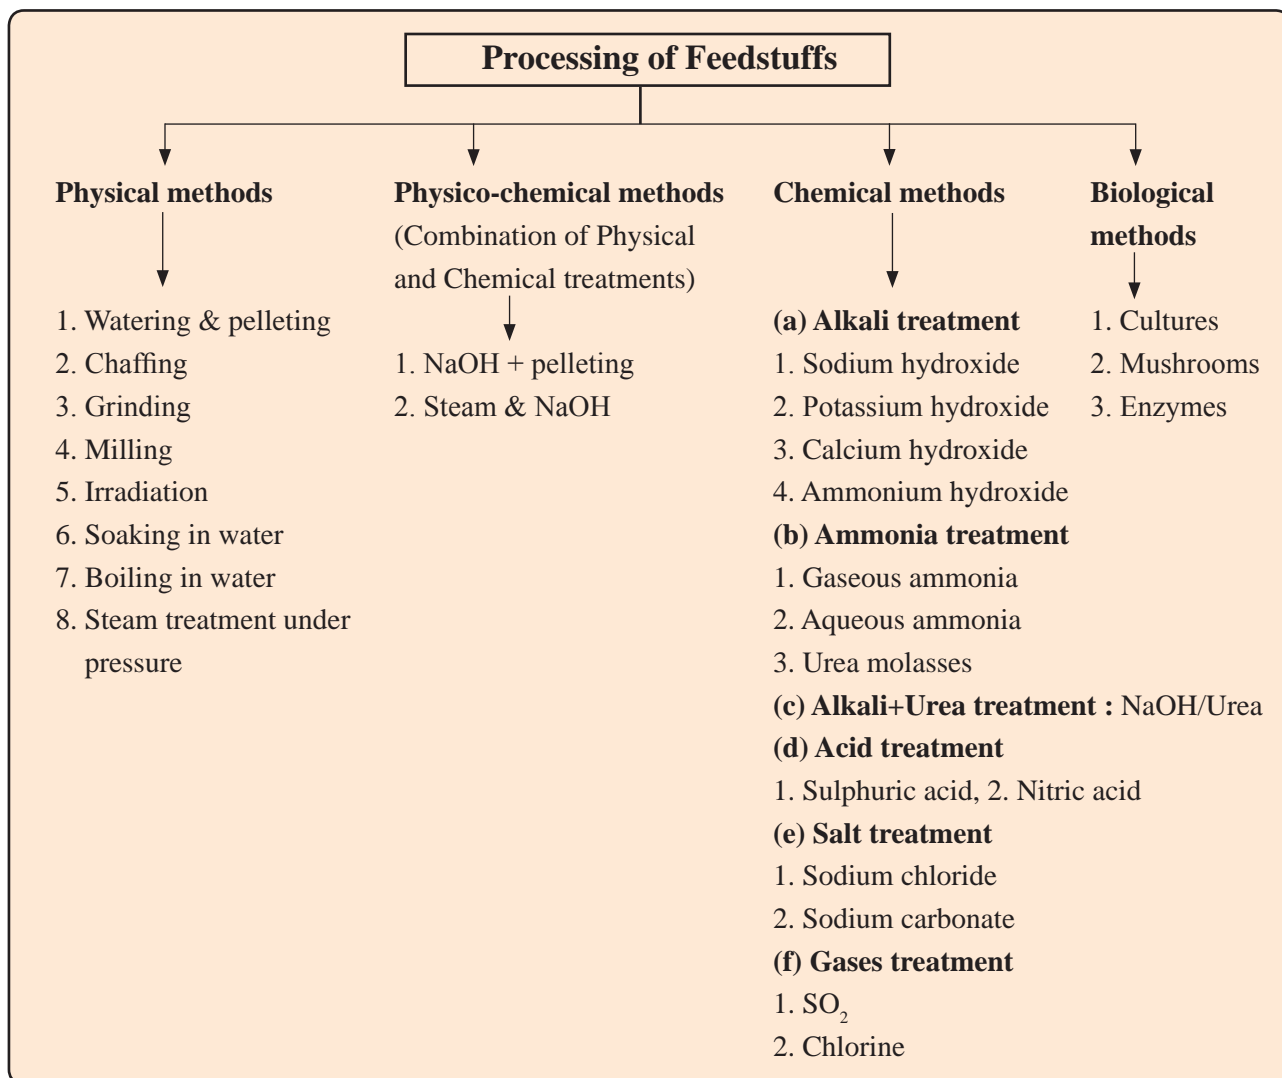 Processing of Feedstuffs
Physical methods
1. Watering & pelleting
2. Chaffing
3. Grinding
4. Milling
5. Irradiation
6. Soaking in water
7. Boiling in water
8. Steam treatment under
pressure
Physico-chemical methods
(Combination of Physical
and Chemical treatments)
1. NaOH + pelleting
2. Steam & NaOH
Chemical methods
(a) Alkali treatment
1. Sodium hydroxide
2. Potassium hydroxide
3. Calcium hydroxide
4. Ammonium hydroxide
(b) Ammonia treatment
1. Gaseous ammonia
2. Aqueous ammonia
3. Urea molasses
(c) Alkali+Urea treatment : NaOH/Urea
(d) Acid treatment
1. Sulphuric acid, 2. Nitric acid
(e) Salt treatment
1. Sodium chloride
2. Sodium carbonate
(f) Gases treatment
1. SO₂
2. Chlorine
Biological
methods
1. Cultures
2. Mushrooms
3. Enzymes